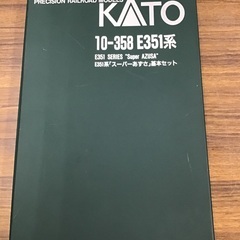 PRECISION RAILROAD MODELS
KATO
10-358 E351系
E351 SERIES "Super AZUSA"
E351系「スーパーあずさ」基本セット